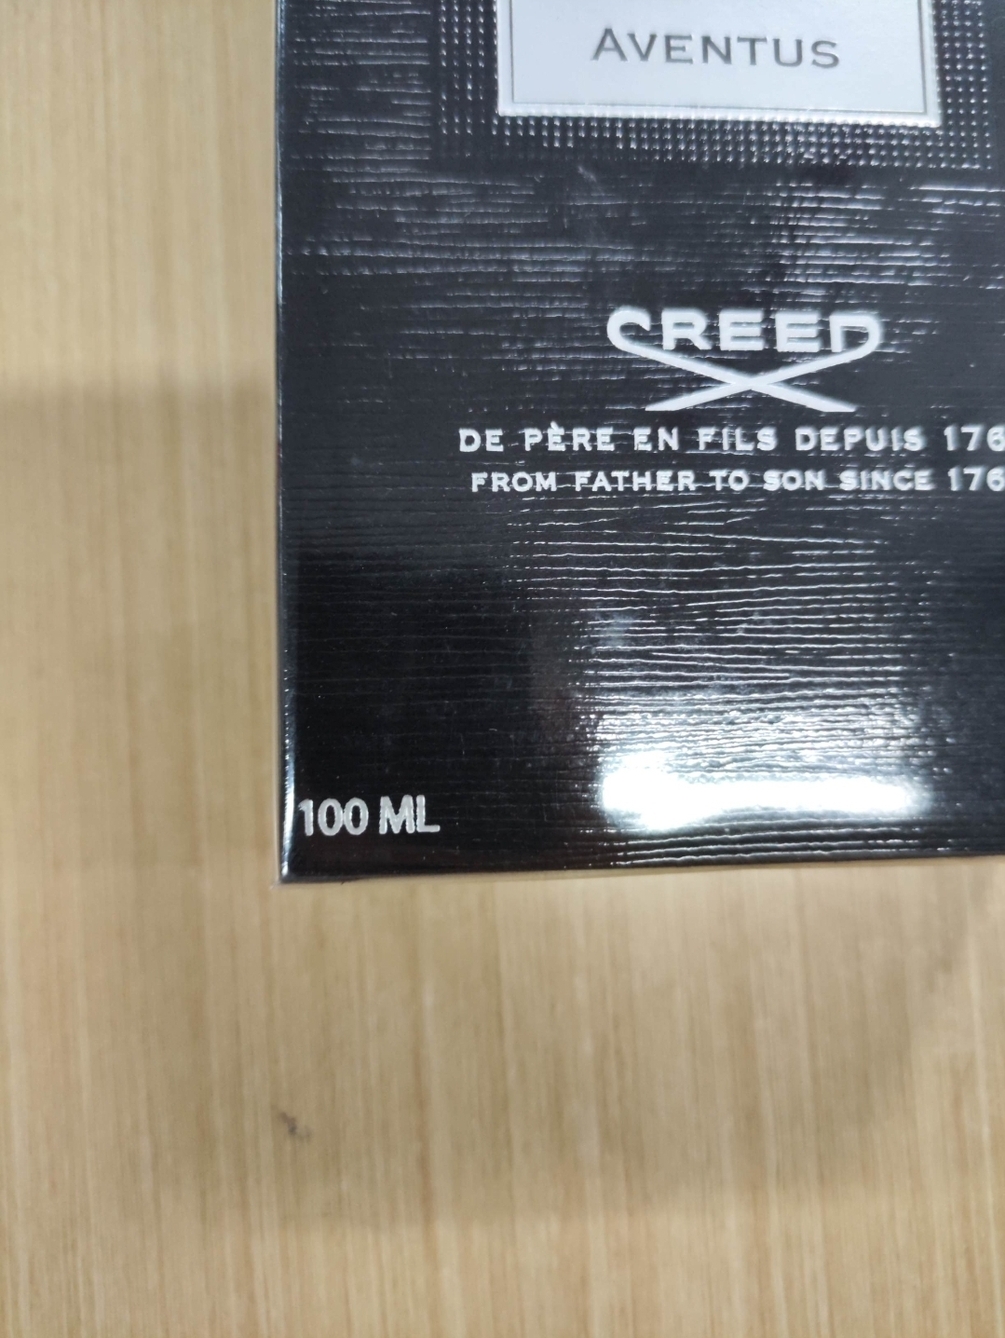 AVENTUS
CREED
DE PÈRE EN FILS DEPUIS 176
FROM FATHER TO SON SINCE 176
100 ML